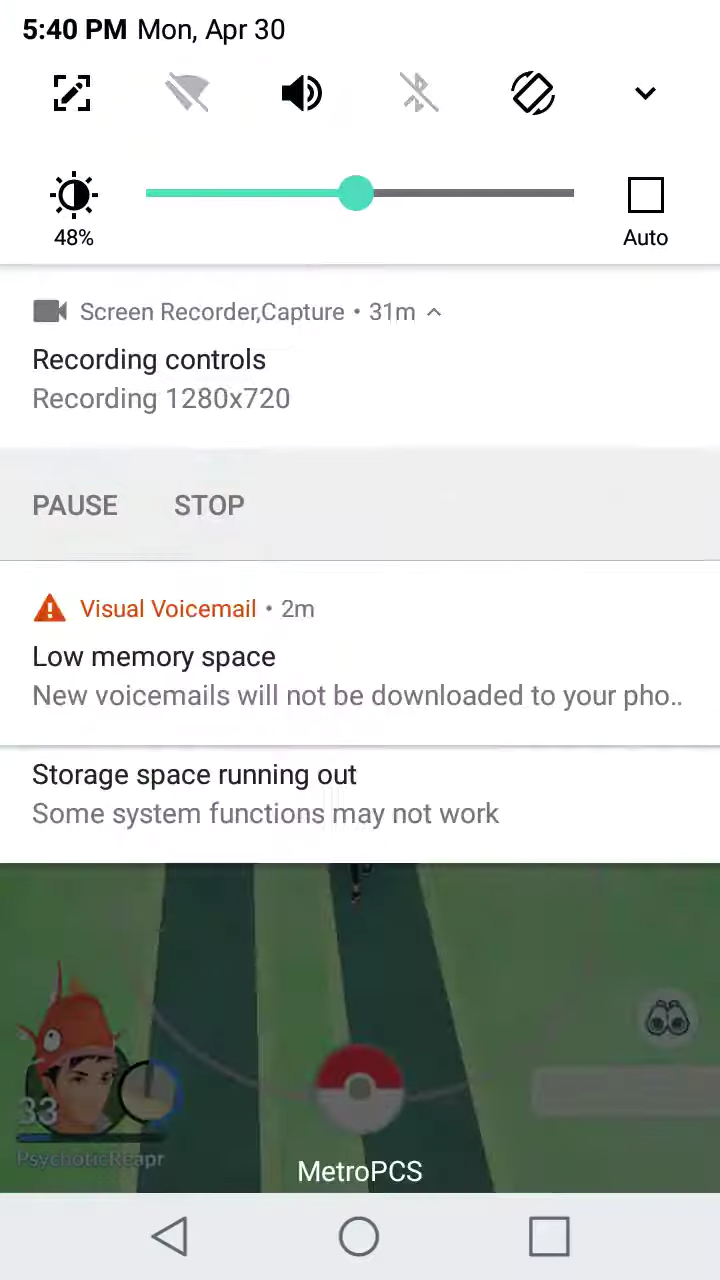 5:40 PM Mon, Apr 30
48%
Auto
Screen Recorder,Capture • 31m
Recording controls
Recording 1280x720
PAUSE STOP
Visual Voicemail • 2m
Low memory space
New voicemails will not be downloaded to your pho..
Storage space running out
Some system functions may not work
33
PsychoticReapr
MetroPCS